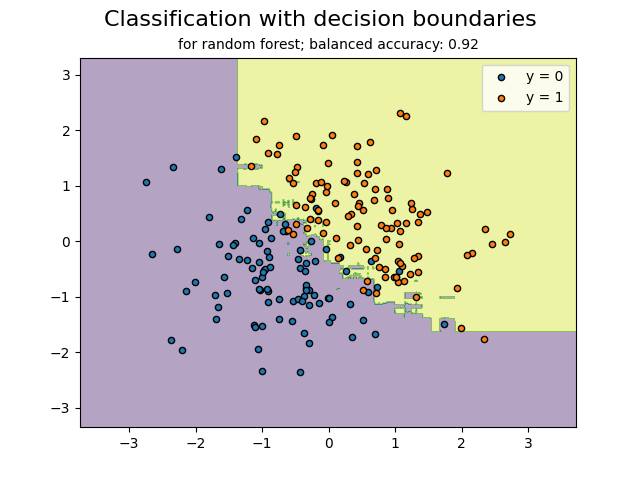 Classification with decision boundaries
for random forest; balanced accuracy: 0.92
y = 0
y = 1
3
2
1
0
−1
−2
−3
−3 −2 −1 0 1 2 3